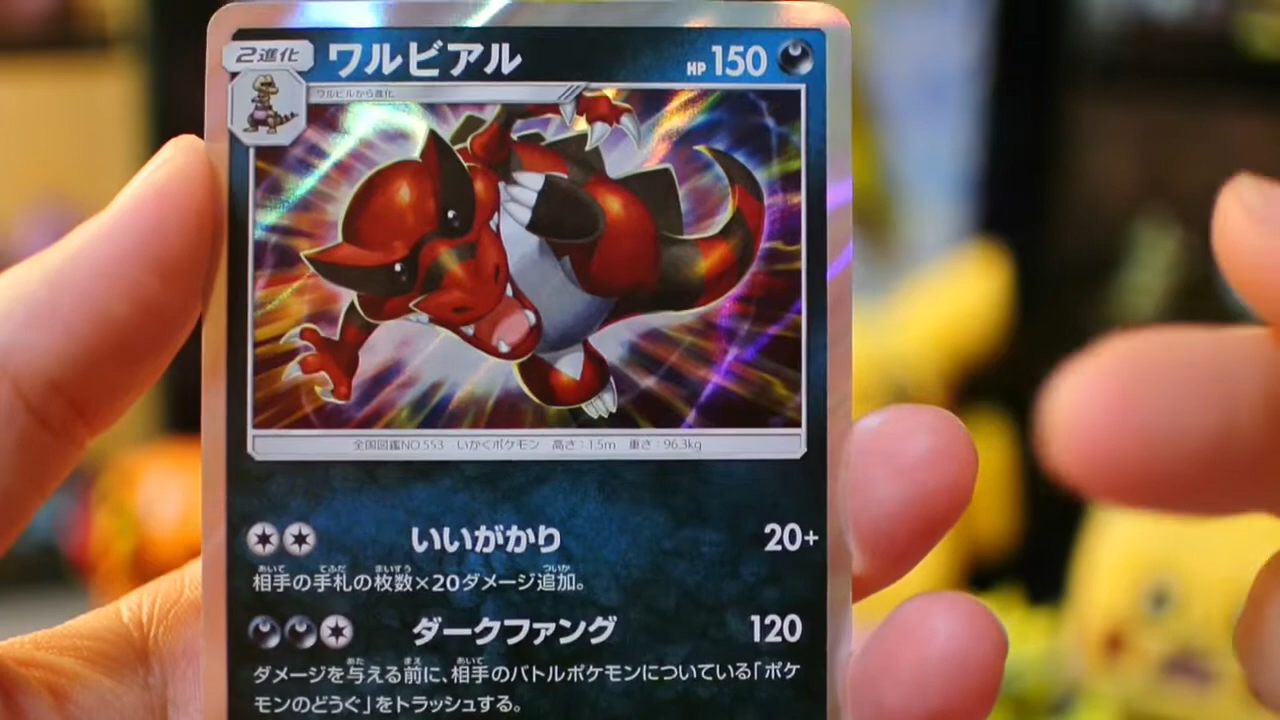 2進化 ワルビアル HP150
ワルビルから進化
全国図鑑NO.553 いかくポケモン 高さ:1.5m 重さ:96.3kg
いいがかり 20+
相手の手札の枚数×20ダメージ追加。
ダークファング 120
ダメージを与える前に、相手のバトルポケモンについている「ポケ
モンのどうぐ」をトラッシュする。